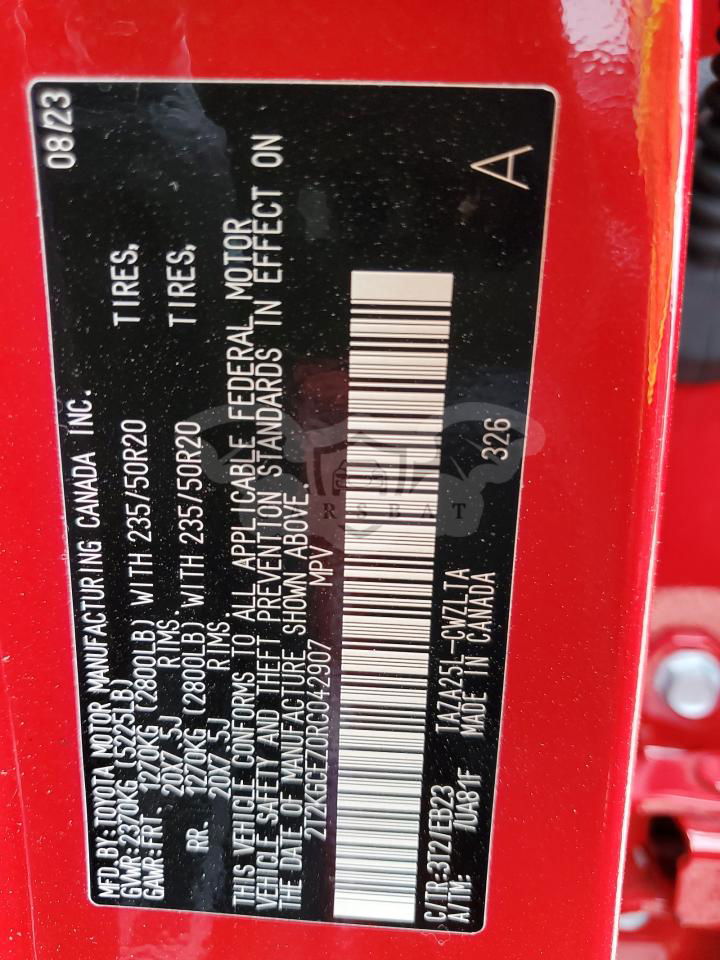 MFD.BY:TOYOTA MOTOR MANUFACTURING CANADA INC. 08/23
GVWR:2370KG (5225LB)
GAWR:FRT. 1270KG (2800LB) WITH 235/50R20 TIRES,
20X7.5J RIMS.
RR. 1270KG (2800LB) WITH 235/50R20 TIRES,
20X7.5J RIMS.
THIS VEHICLE CONFORMS TO ALL APPLICABLE FEDERAL MOTOR
VEHICLE SAFETY AND THEFT PREVENTION STANDARDS IN EFFECT ON
THE DATE OF MANUFACTURE SHOWN ABOVE.
2T2KGCEZ0RC042907 MPV
C/TR:3T2/EB23 TAZA25L-CWZLTA 326
A/TM: /UA81F MADE IN CANADA
A
RSBAT